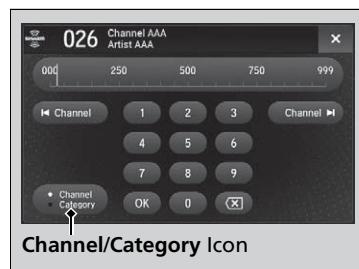 026 Channel AAA
Artist AAA
×
000 250 500 750 999
Channel 1 2 3 Channel
4 5 6
7 8 9
Channel
Category
OK 0
Channel/Category Icon